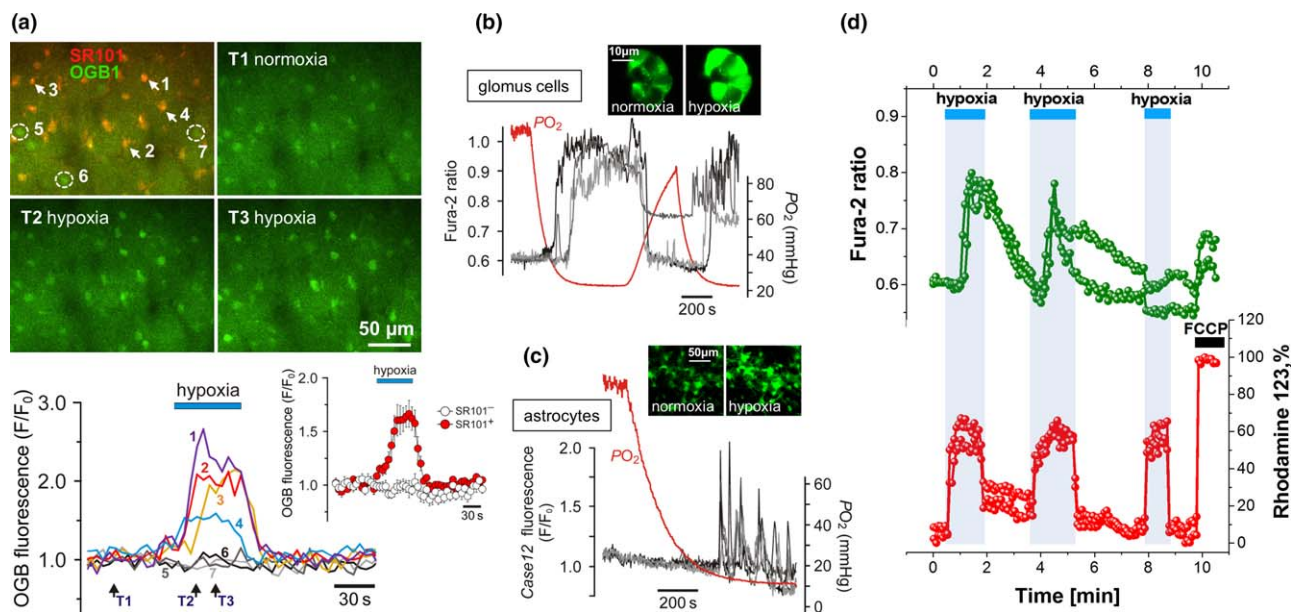 (a)
SR101
OGB1
3
1
4
5
7
2
6
T1 normoxia
T2 hypoxia
T3 hypoxia
50 µm
OGB fluorescence (F/F0)
3.0
2.0
1.0
hypoxia
1
2
3
4
5
6
7
T1
T2
T3
30 s
OGB fluorescence (F/F0)
2.0
1.5
1.0
hypoxia
SR101−
SR101+
30 s
(b)
glomus cells
10µm
normoxia
hypoxia
PO2
Fura-2 ratio
1.0
0.9
0.8
0.7
0.6
80
60
40
20
PO2 (mmHg)
200 s
(c)
astrocytes
50µm
normoxia
hypoxia
PO2
Case12 fluorescence (F/F0)
2.0
1.5
1.0
60
40
20
0
PO2 (mmHg)
200 s
(d)
0 2 4 6 8 10
hypoxia hypoxia hypoxia
Fura-2 ratio
0.9
0.8
0.7
0.6
FCCP
Rhodamine 123,%
120
100
80
60
40
20
0
0 2 4 6 8 10
Time [min]